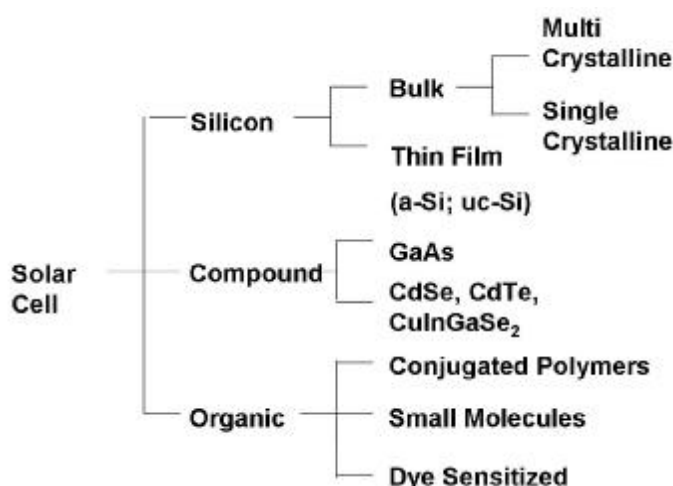 Multi
Crystalline
Bulk
Single
Crystalline
Silicon
Thin Film
(a-Si; uc-Si)
GaAs
Solar
Cell
Compound
CdSe, CdTe,
CuInGaSe₂
Conjugated Polymers
Organic
Small Molecules
Dye Sensitized